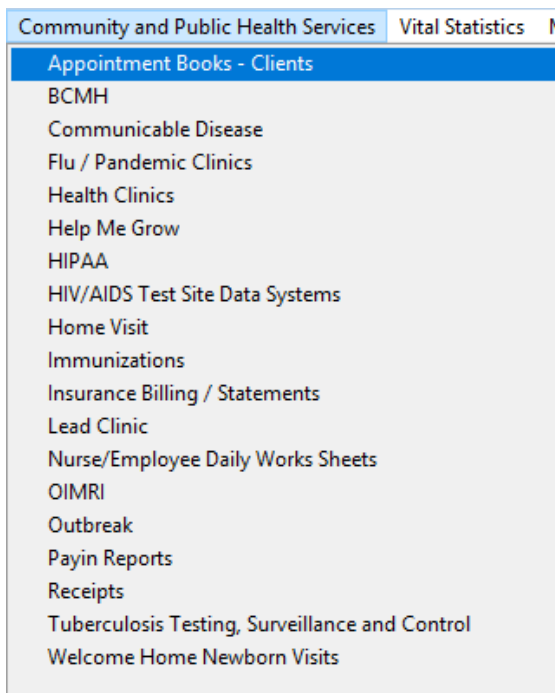 Community and Public Health Services Vital Statistics
Appointment Books - Clients
BCMH
Communicable Disease
Flu / Pandemic Clinics
Health Clinics
Help Me Grow
HIPAA
HIV/AIDS Test Site Data Systems
Home Visit
Immunizations
Insurance Billing / Statements
Lead Clinic
Nurse/Employee Daily Works Sheets
OIMRI
Outbreak
Payin Reports
Receipts
Tuberculosis Testing, Surveillance and Control
Welcome Home Newborn Visits